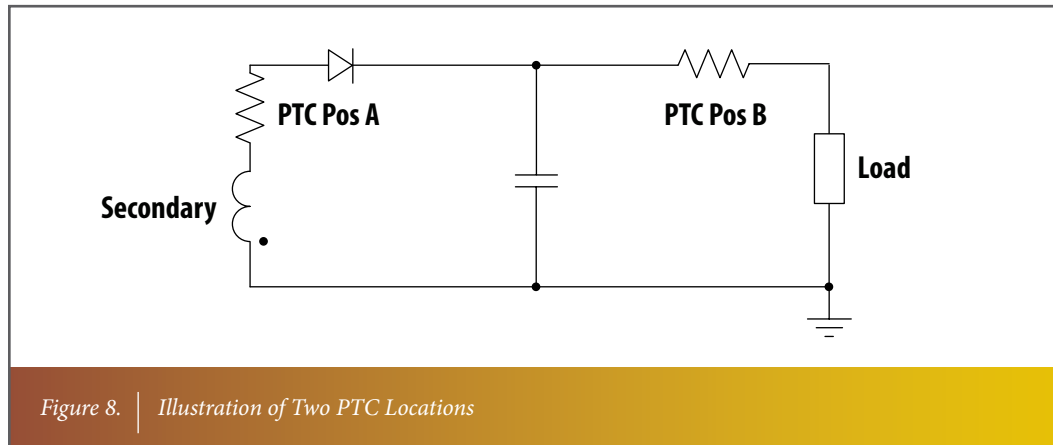 PTC Pos A
PTC Pos B
Load
Secondary
Figure 8. | Illustration of Two PTC Locations